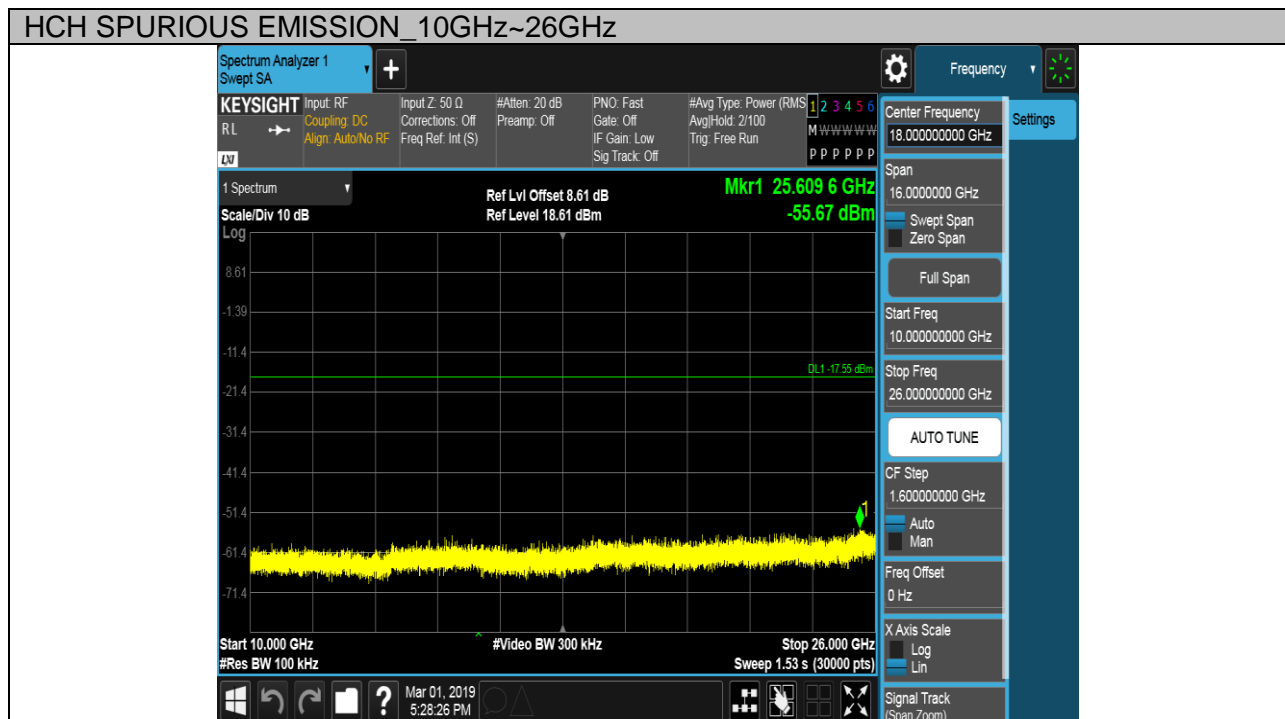 HCH SPURIOUS EMISSION_10GHz~26GHz
Spectrum Analyzer 1
Swept SA
+
Frequency
KEYSIGHT
RL
LXI
Input: RF
Coupling: DC
Align: Auto/No RF
Input Z: 50 Ω
Corrections: Off
Freq Ref: Int (S)
#Atten: 20 dB
Preamp: Off
PNO: Fast
Gate: Off
IF Gain: Low
Sig Track: Off
#Avg Type: Power (RMS
Avg|Hold: 2/100
Trig: Free Run
1 2 3 4 5 6
M W W W W W
P P P P P P
Center Frequency
18.000000000 GHz
Settings
1 Spectrum
Ref Lvl Offset 8.61 dB
Mkr1 25.609 6 GHz
Scale/Div 10 dB
Ref Level 18.61 dBm
-55.67 dBm
Log
8.61
-1.39
-11.4
DL1 -17.55 dBm
-21.4
-31.4
-41.4
-51.4
1
-61.4
-71.4
Start 10.000 GHz
#Video BW 300 kHz
Stop 26.000 GHz
#Res BW 100 kHz
Sweep 1.53 s (30000 pts)
Span
16.0000000 GHz
Swept Span
Zero Span
Full Span
Start Freq
10.000000000 GHz
Stop Freq
26.000000000 GHz
AUTO TUNE
CF Step
1.600000000 GHz
Auto
Man
Freq Offset
0 Hz
X Axis Scale
Log
Lin
Signal Track
(Span Zoom)
?
Mar 01, 2019
5:28:26 PM